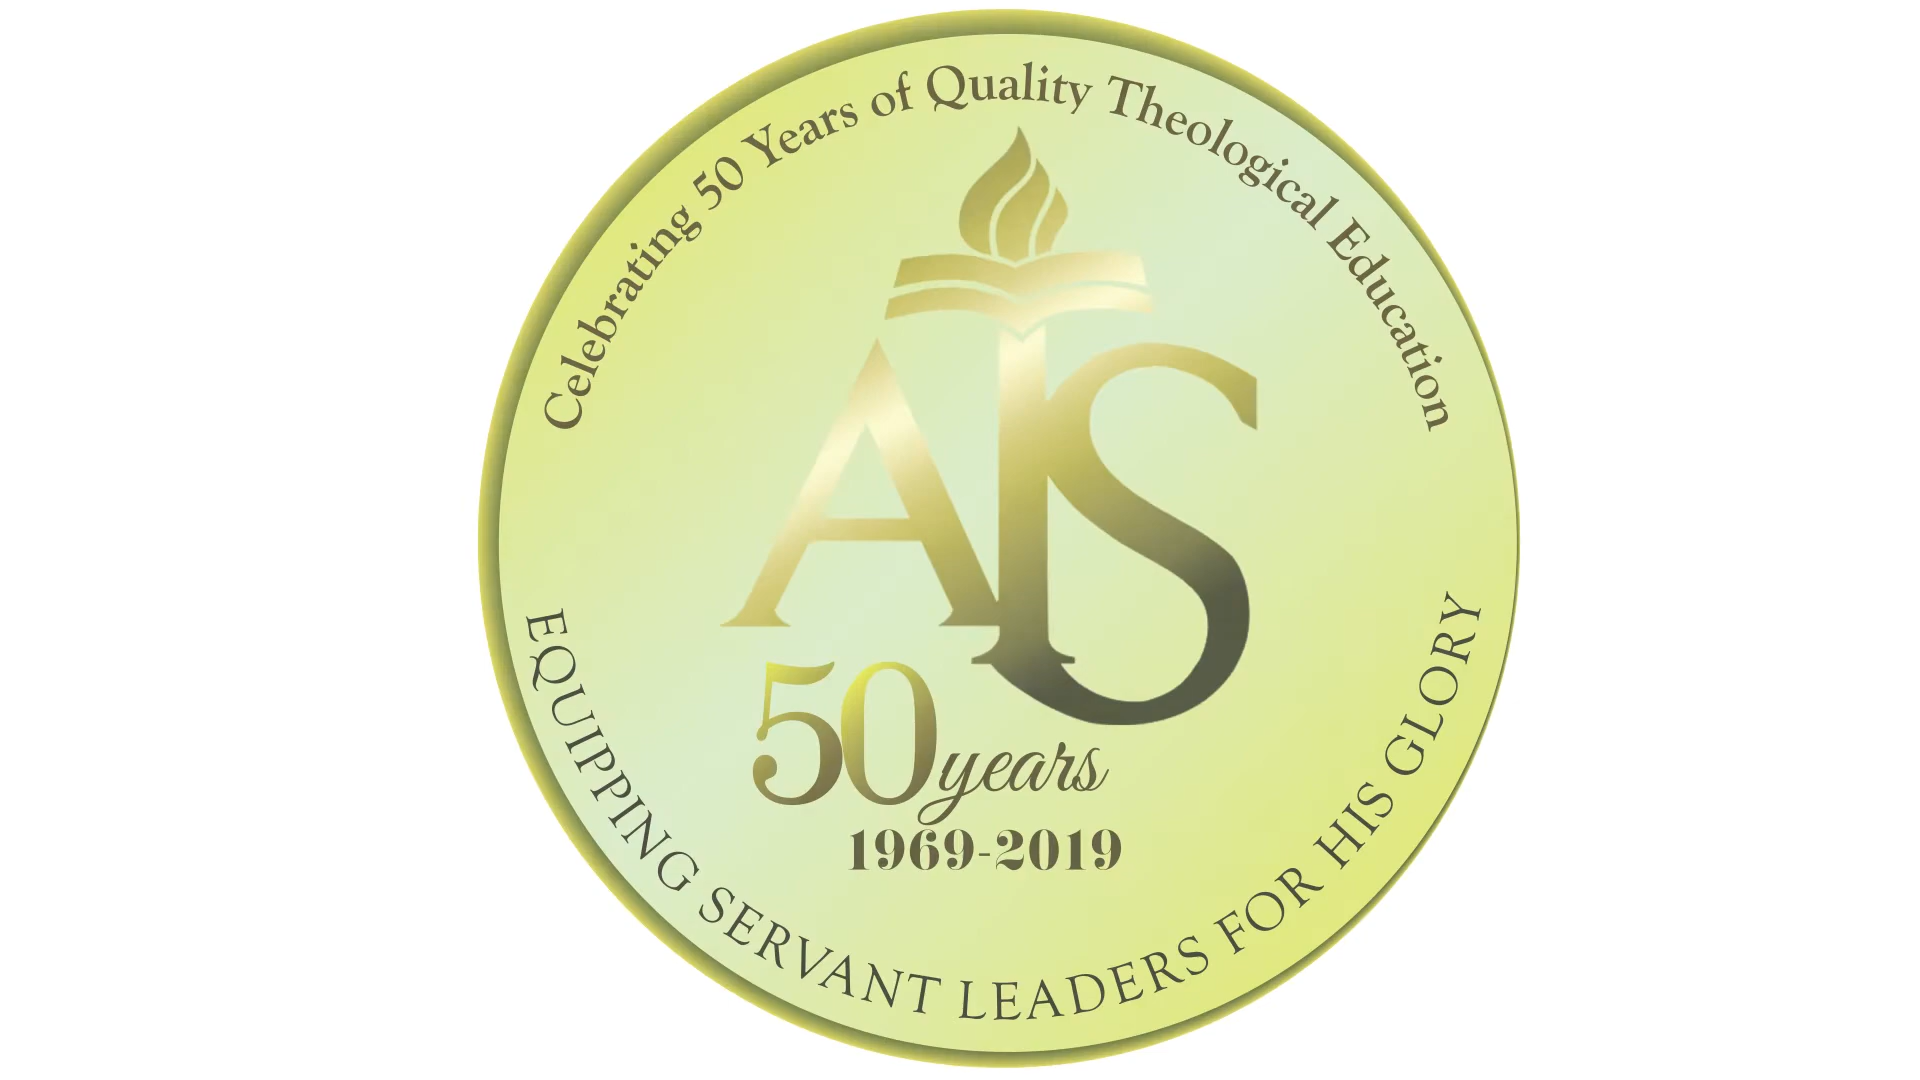 Celebrating 50 Years of Quality Theological Education
ATS
50 years
1969-2019
EQUIPPING SERVANT LEADERS FOR HIS GLORY